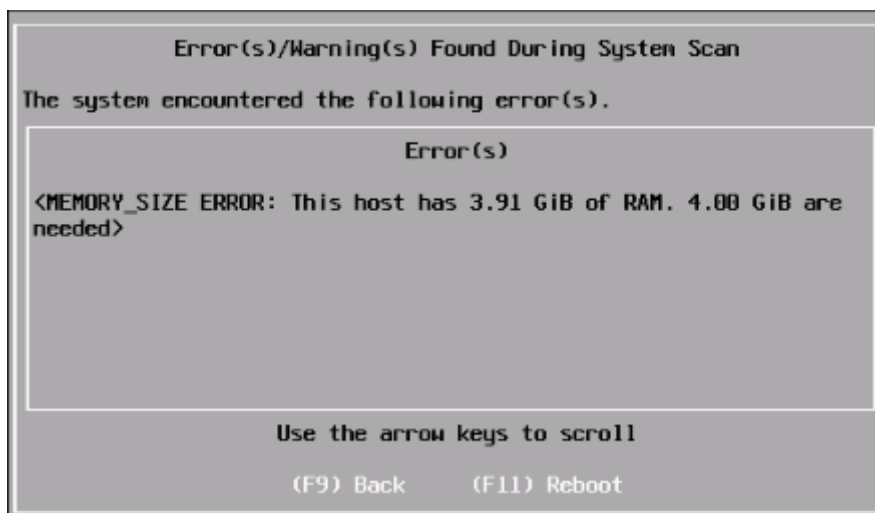 Error(s)/Warning(s) Found During System Scan
The system encountered the following error(s).
Error(s)
<MEMORY_SIZE ERROR: This host has 3.91 GiB of RAM. 4.00 GiB are
needed>
Use the arrow keys to scroll
(F9) Back (F11) Reboot